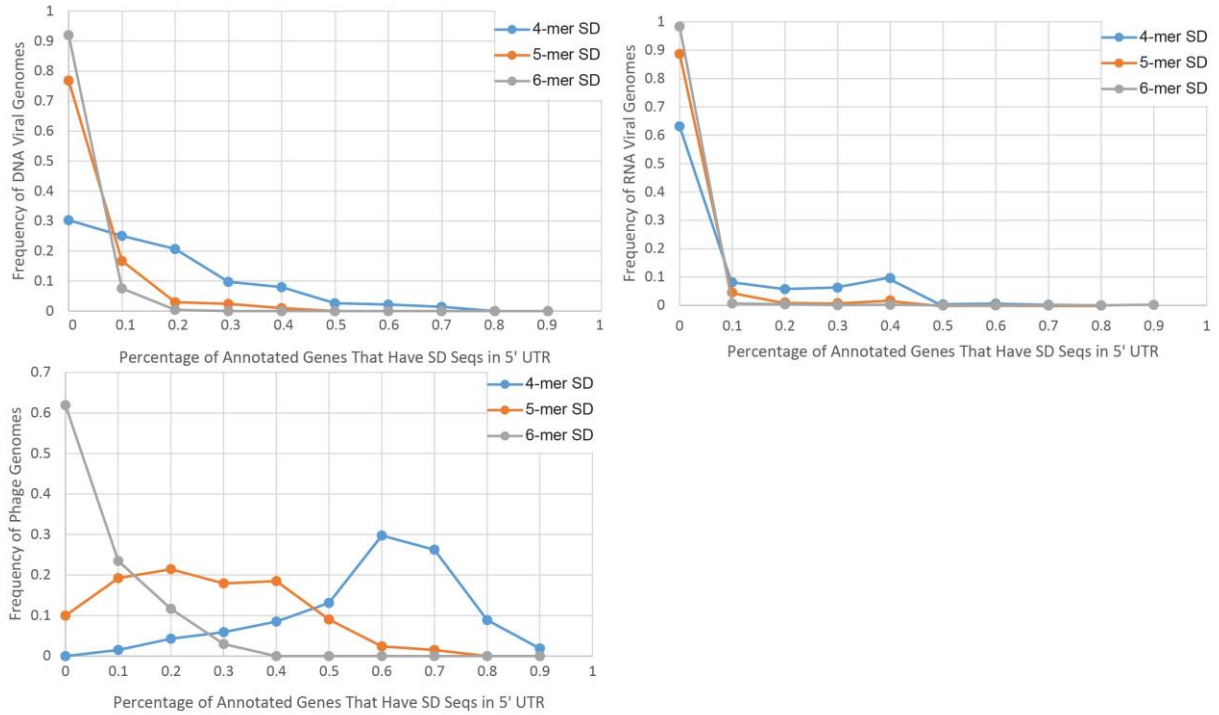 Frequency of DNA Viral Genomes
1
0.9
0.8
0.7
0.6
0.5
0.4
0.3
0.2
0.1
0
4-mer SD
5-mer SD
6-mer SD
0 0.1 0.2 0.3 0.4 0.5 0.6 0.7 0.8 0.9 1
Percentage of Annotated Genes That Have SD Seqs in 5' UTR
Frequency of RNA Viral Genomes
1
0.9
0.8
0.7
0.6
0.5
0.4
0.3
0.2
0.1
0
4-mer SD
5-mer SD
6-mer SD
0 0.1 0.2 0.3 0.4 0.5 0.6 0.7 0.8 0.9 1
Percentage of Annotated Genes That Have SD Seqs in 5' UTR
Frequency of Phage Genomes
0.7
0.6
0.5
0.4
0.3
0.2
0.1
0
4-mer SD
5-mer SD
6-mer SD
0 0.1 0.2 0.3 0.4 0.5 0.6 0.7 0.8 0.9 1
Percentage of Annotated Genes That Have SD Seqs in 5' UTR